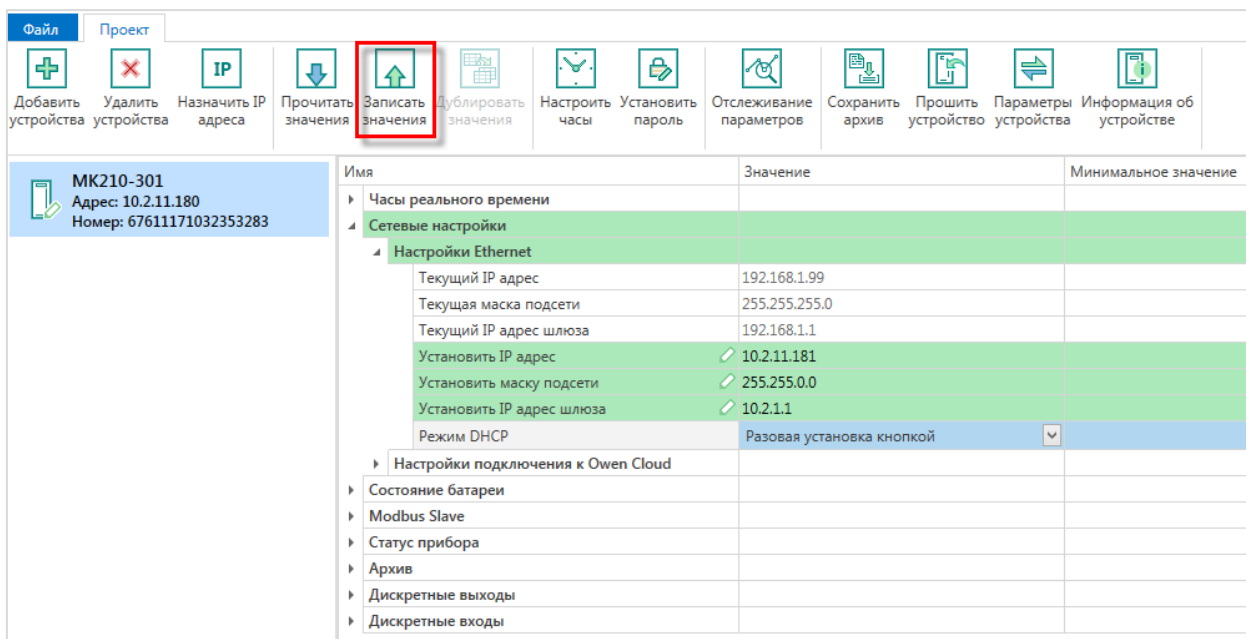 Файл Проект
IP
Добавить устройства
Удалить устройства
Назначить IP адреса
Прочитать значения
Записать значения
Дублировать значения
Настроить часы
Установить пароль
Отслеживание параметров
Сохранить архив
Прошить устройство
Параметры устройства
Информация об устройстве
МК210-301
Адрес: 10.2.11.180
Номер: 67611171032353283
Имя Значение Минимальное значение
Часы реального времени
Сетевые настройки
Настройки Ethernet
Текущий IP адрес 192.168.1.99
Текущая маска подсети 255.255.255.0
Текущий IP адрес шлюза 192.168.1.1
Установить IP адрес 10.2.11.181
Установить маску подсети 255.255.0.0
Установить IP адрес шлюза 10.2.1.1
Режим DHCP Разовая установка кнопкой
Настройки подключения к Owen Cloud
Состояние батареи
Modbus Slave
Статус прибора
Архив
Дискретные выходы
Дискретные входы